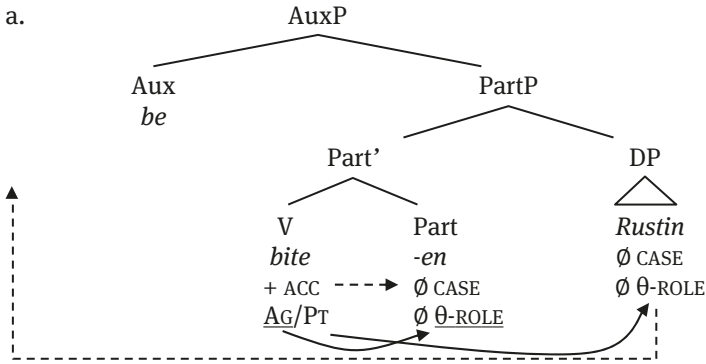 a. AuxP
Aux PartP
be
Part’ DP
V Part Rustin
bite -en Ø CASE
+ ACC Ø CASE Ø θ-ROLE
AG/PT Ø θ-ROLE